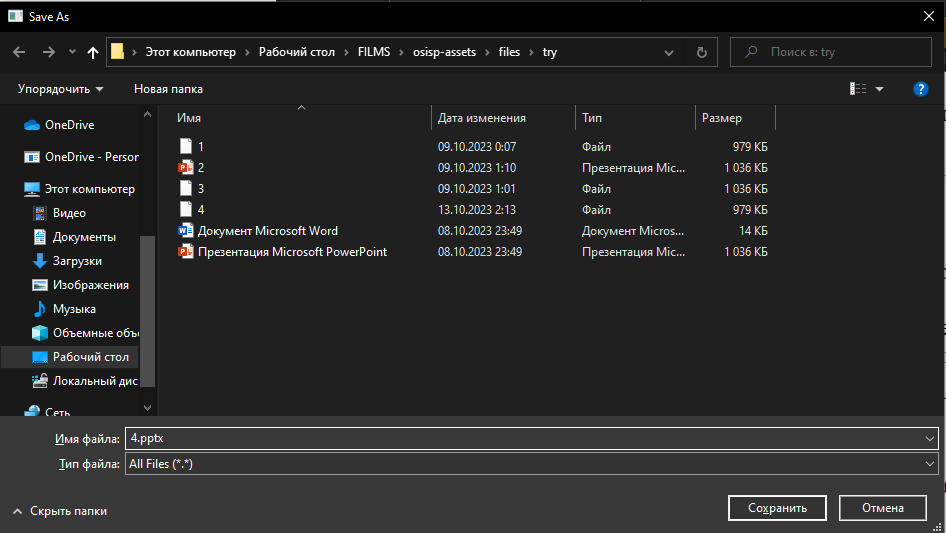 Save As
Этот компьютер > Рабочий стол > FILMS > osisp-assets > files > try
Поиск в: try
Упорядочить
Новая папка
OneDrive
OneDrive - Person
Этот компьютер
Видео
Документы
Загрузки
Изображения
Музыка
Объемные объе
Рабочий стол
Локальный дис
Сеть
Имя Дата изменения Тип Размер
1 09.10.2023 0:07 Файл 979 КБ
2 09.10.2023 1:10 Презентация Mic... 1 036 КБ
3 09.10.2023 1:01 Файл 1 036 КБ
4 13.10.2023 2:13 Файл 979 КБ
Документ Microsoft Word 08.10.2023 23:49 Документ Micros... 14 КБ
Презентация Microsoft PowerPoint 08.10.2023 23:49 Презентация Mic... 1 036 КБ
Имя файла: 4.pptx
Тип файла: All Files (*.*)
Скрыть папки
Сохранить
Отмена